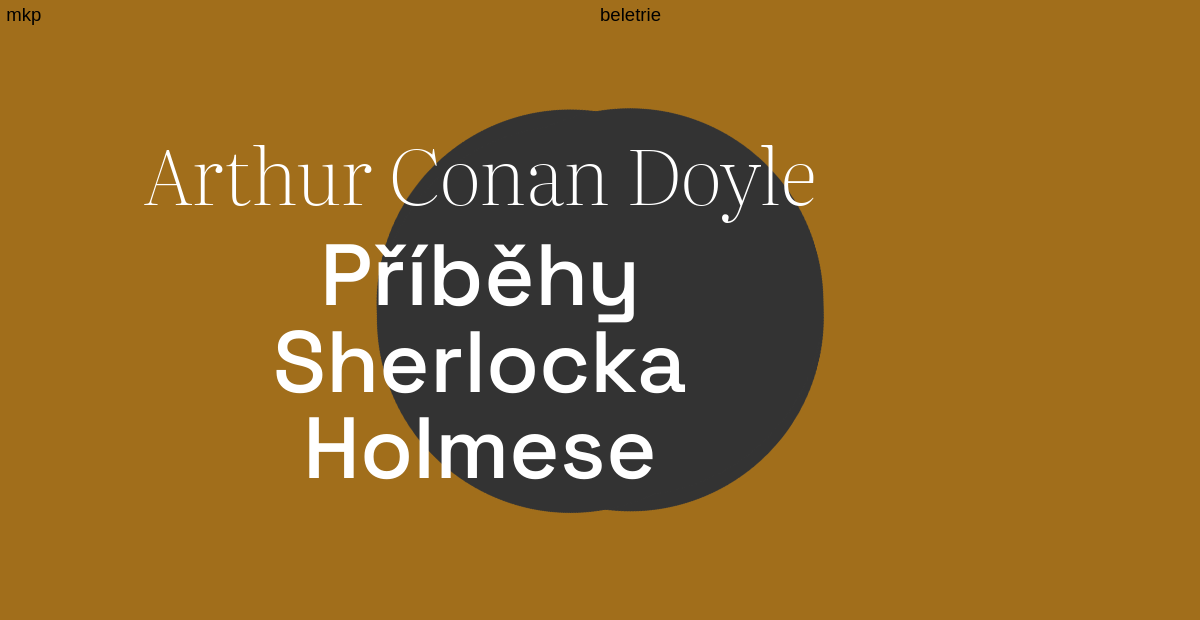 mkp
beletrie
Arthur Conan Doyle
Příběhy
Sherlocka
Holmese